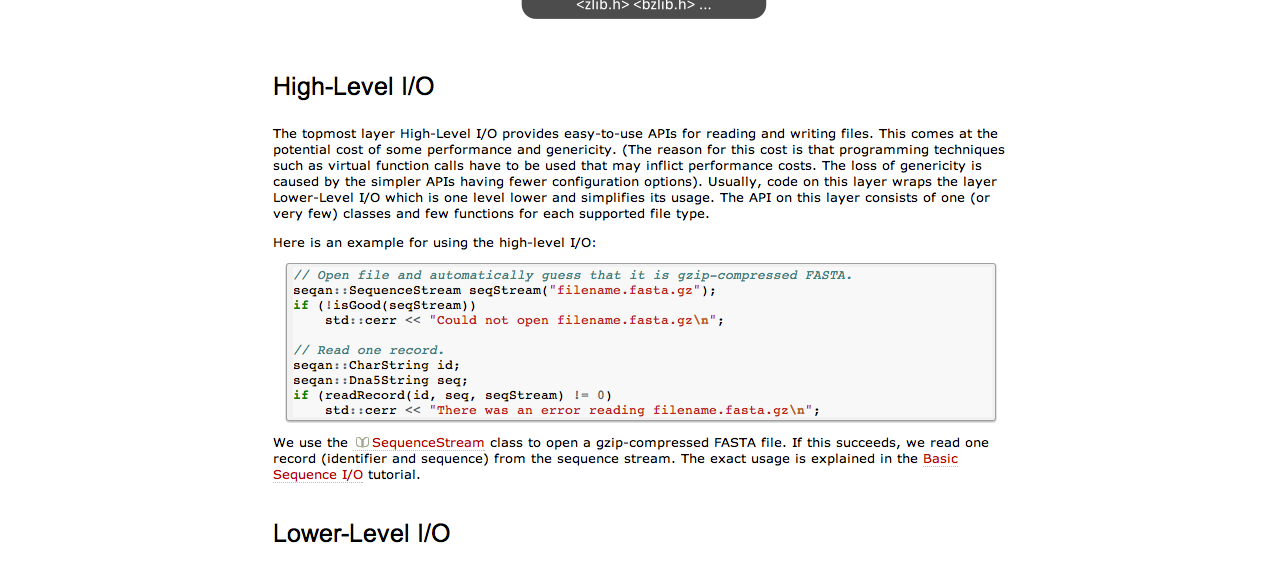 <zlib.h> <bzlib.h> ...
High-Level I/O
The topmost layer High-Level I/O provides easy-to-use APIs for reading and writing files. This comes at the
potential cost of some performance and genericity. (The reason for this cost is that programming techniques
such as virtual function calls have to be used that may inflict performance costs. The loss of genericity is
caused by the simpler APIs having fewer configuration options). Usually, code on this layer wraps the layer
Lower-Level I/O which is one level lower and simplifies its usage. The API on this layer consists of one (or
very few) classes and few functions for each supported file type.
Here is an example for using the high-level I/O:
// Open file and automatically guess that it is gzip-compressed FASTA.
seqan::SequenceStream seqStream("filename.fasta.gz");
if (!isGood(seqStream))
    std::cerr << "Could not open filename.fasta.gz\n";
// Read one record.
seqan::CharString id;
seqan::Dna5String seq;
if (readRecord(id, seq, seqStream) != 0)
    std::cerr << "There was an error reading filename.fasta.gz\n";
We use the SequenceStream class to open a gzip-compressed FASTA file. If this succeeds, we read one
record (identifier and sequence) from the sequence stream. The exact usage is explained in the Basic
Sequence I/O tutorial.
Lower-Level I/O